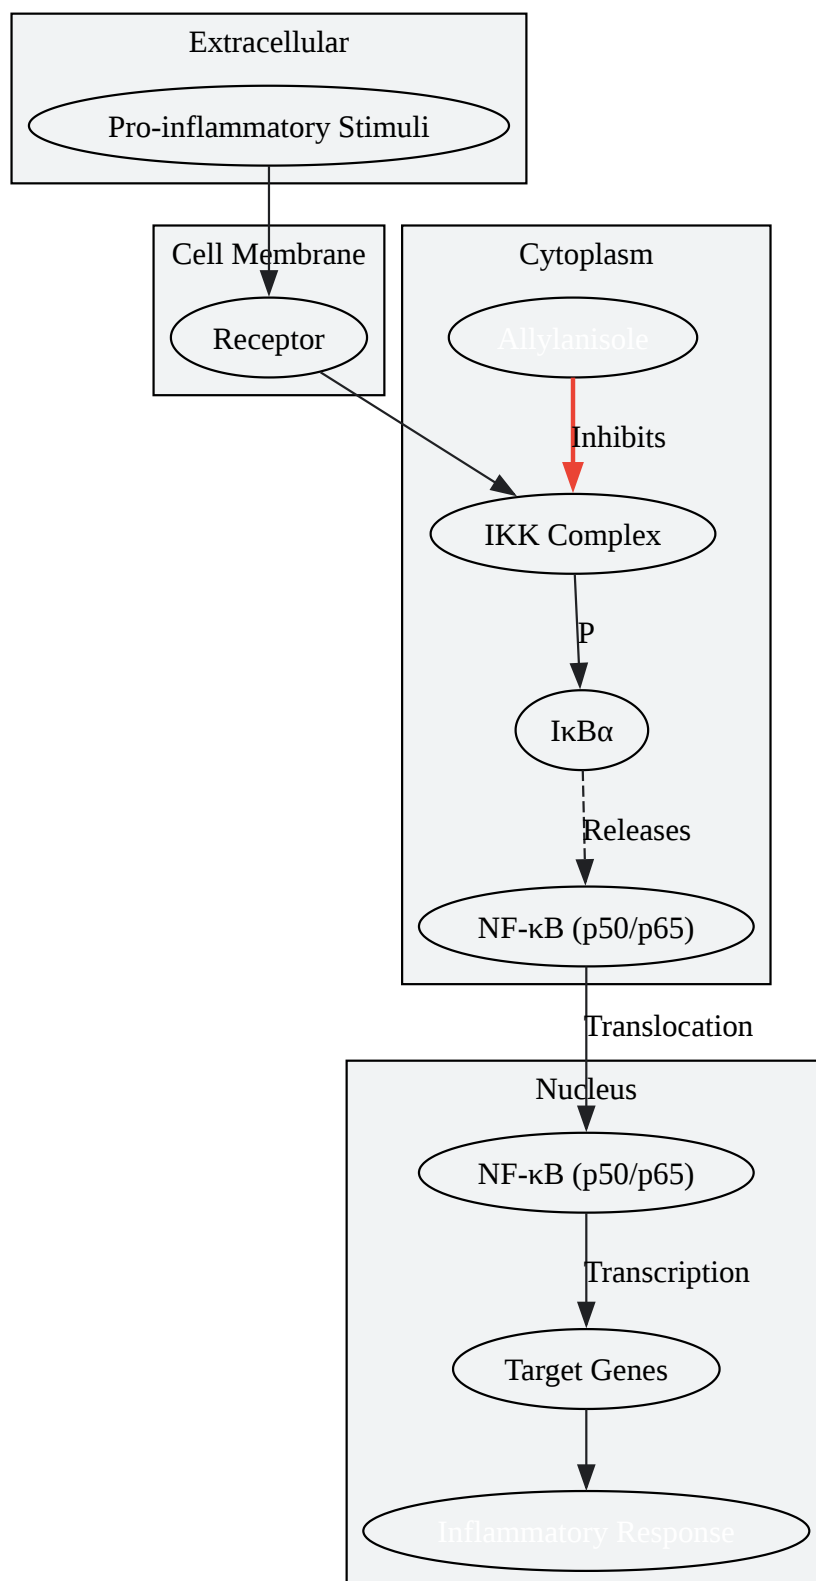 Extracellular
Pro-inflammatory Stimuli
Cell Membrane
Receptor
Cytoplasm
Allylanisole
Inhibits
IKK Complex
P
IκBα
Releases
NF-κB (p50/p65)
Translocation
Nucleus
NF-κB (p50/p65)
Transcription
Target Genes
Inflammatory Response